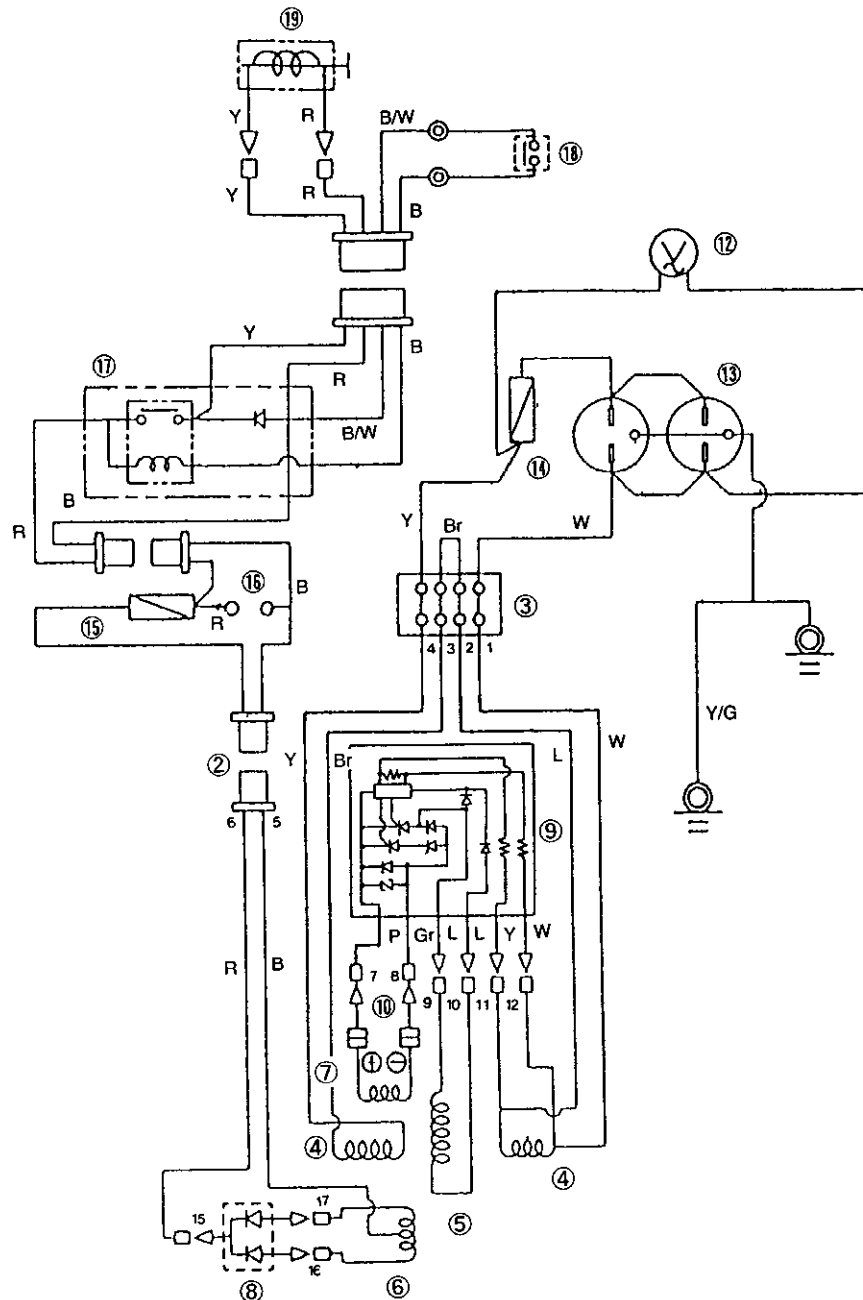 ⑲
Y R B/W
⑱
Y R B
⑫
Y B
⑰ R ⑬
B/W
⑭
B Y Br W
R
⑯ B ③
⑮ R
4 3 2 1
Y/G
② Y Br L W
6 5 ⑨
P Gr L L Y W
R B 7 8
⑩ 9 10 11 12
⑦ + −
④ ④
15 17 ⑤
16
⑧ ⑥